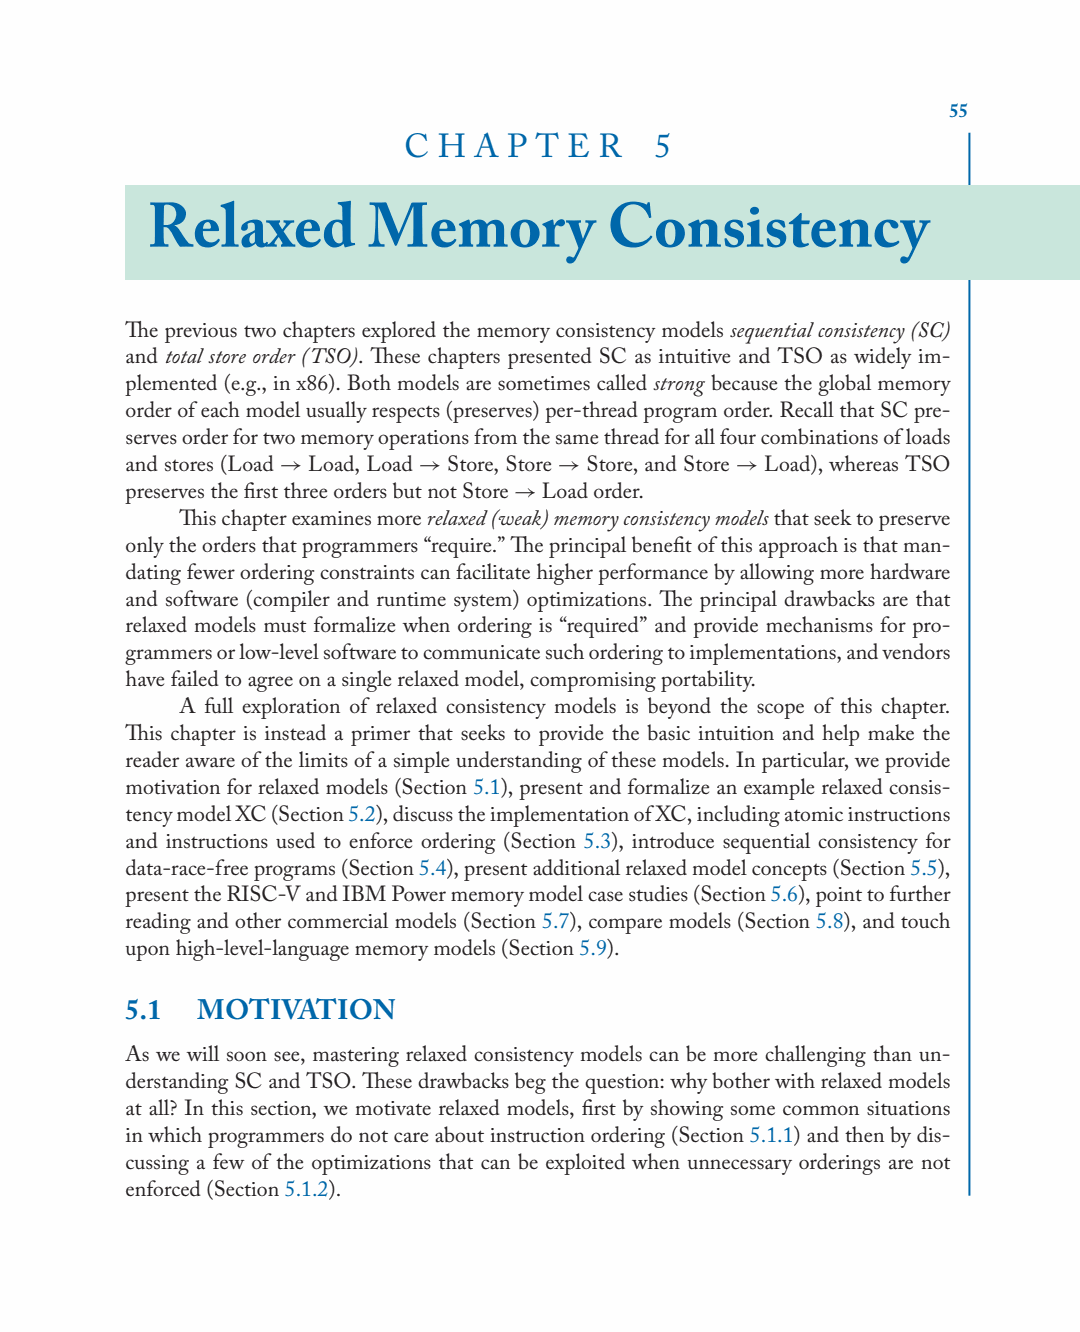 55
CHAPTER 5
Relaxed Memory Consistency
The previous two chapters explored the memory consistency models sequential consistency (SC)
and total store order (TSO). These chapters presented SC as intuitive and TSO as widely im-
plemented (e.g., in x86). Both models are sometimes called strong because the global memory
order of each model usually respects (preserves) per-thread program order. Recall that SC pre-
serves order for two memory operations from the same thread for all four combinations of loads
and stores (Load → Load, Load → Store, Store → Store, and Store → Load), whereas TSO
preserves the first three orders but not Store → Load order.
This chapter examines more relaxed (weak) memory consistency models that seek to preserve
only the orders that programmers “require.” The principal benefit of this approach is that man-
dating fewer ordering constraints can facilitate higher performance by allowing more hardware
and software (compiler and runtime system) optimizations. The principal drawbacks are that
relaxed models must formalize when ordering is “required” and provide mechanisms for pro-
grammers or low-level software to communicate such ordering to implementations, and vendors
have failed to agree on a single relaxed model, compromising portability.
A full exploration of relaxed consistency models is beyond the scope of this chapter.
This chapter is instead a primer that seeks to provide the basic intuition and help make the
reader aware of the limits of a simple understanding of these models. In particular, we provide
motivation for relaxed models (Section 5.1), present and formalize an example relaxed consis-
tency model XC (Section 5.2), discuss the implementation of XC, including atomic instructions
and instructions used to enforce ordering (Section 5.3), introduce sequential consistency for
data-race-free programs (Section 5.4), present additional relaxed model concepts (Section 5.5),
present the RISC-V and IBM Power memory model case studies (Section 5.6), point to further
reading and other commercial models (Section 5.7), compare models (Section 5.8), and touch
upon high-level-language memory models (Section 5.9).
5.1 MOTIVATION
As we will soon see, mastering relaxed consistency models can be more challenging than un-
derstanding SC and TSO. These drawbacks beg the question: why bother with relaxed models
at all? In this section, we motivate relaxed models, first by showing some common situations
in which programmers do not care about instruction ordering (Section 5.1.1) and then by dis-
cussing a few of the optimizations that can be exploited when unnecessary orderings are not
enforced (Section 5.1.2).